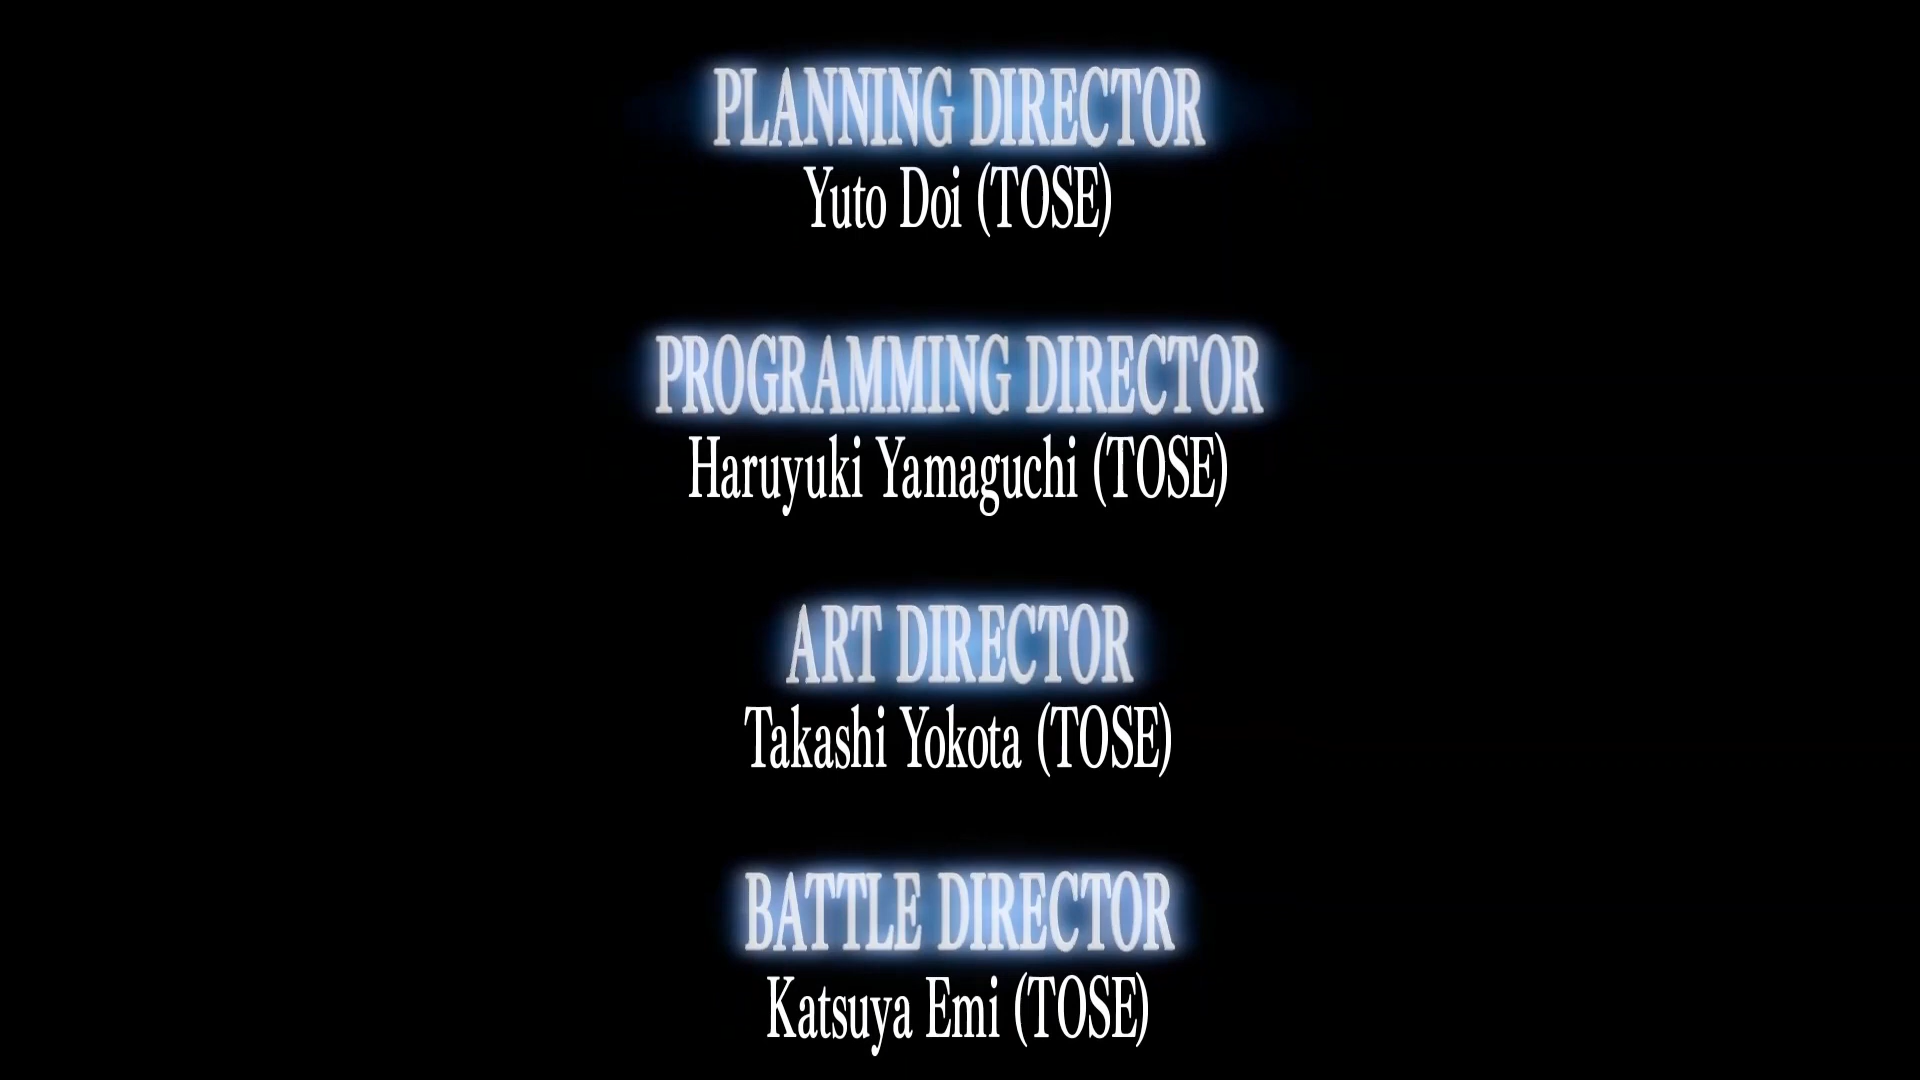 PLANNING DIRECTOR
Yuto Doi (TOSE)
PROGRAMMING DIRECTOR
Haruyuki Yamaguchi (TOSE)
ART DIRECTOR
Takashi Yokota (TOSE)
BATTLE DIRECTOR
Katsuya Emi (TOSE)